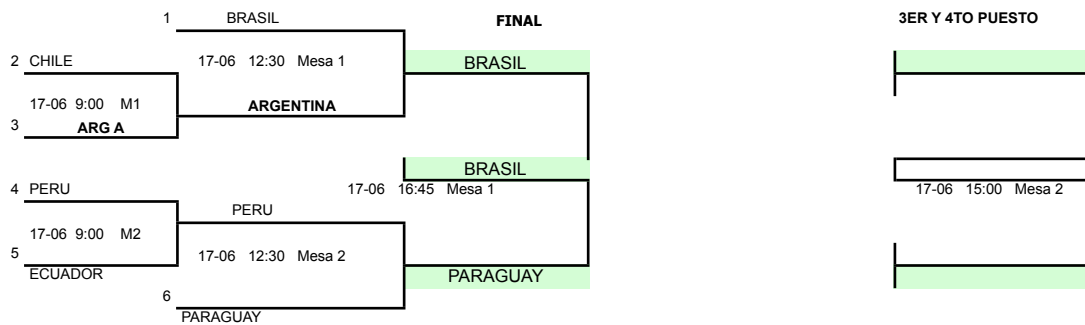 1 BRASIL
FINAL
3ER Y 4TO PUESTO
2 CHILE
17-06 12:30 Mesa 1
BRASIL
17-06 9:00 M1
ARGENTINA
3 ARG A
BRASIL
4 PERU
17-06 16:45 Mesa 1
17-06 15:00 Mesa 2
PERU
17-06 9:00 M2
5
17-06 12:30 Mesa 2
ECUADOR
PARAGUAY
6
PARAGUAY